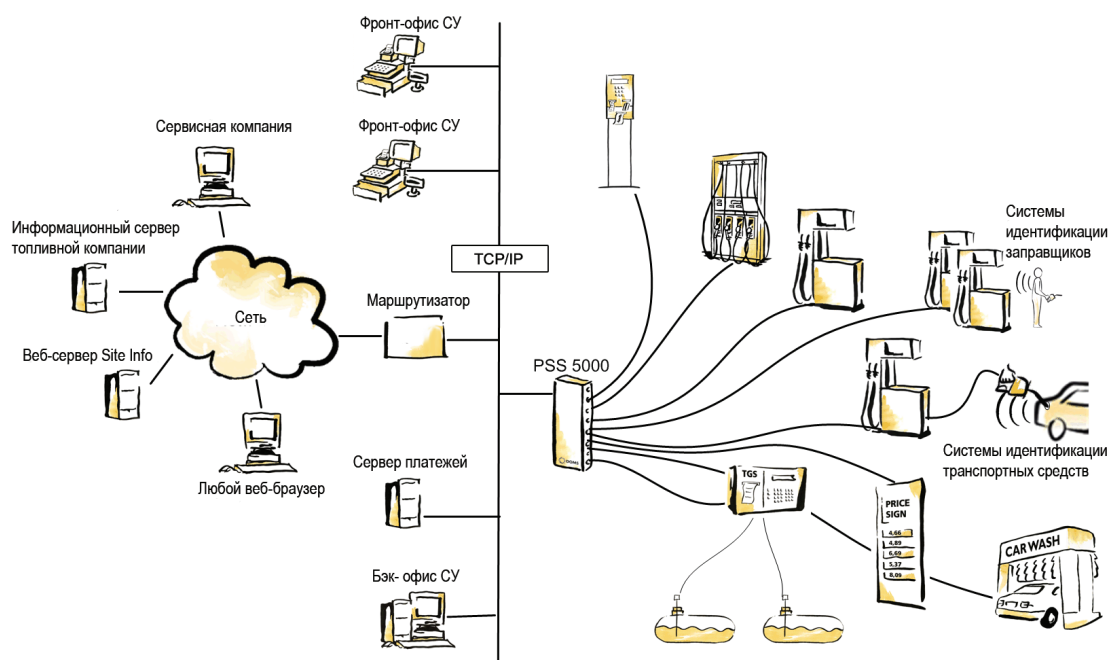 Фронт-офис СУ
Фронт-офис СУ
Сервисная компания
Информационный сервер
топливной компании
TCP/IP
Маршрутизатор
Сеть
Веб-сервер Site Info
Любой веб-браузер
Сервер платежей
Бэк- офис СУ
PSS 5000
DOMS
Системы
идентификации
заправщиков
Системы идентификации
транспортных средств
TGS
PRICE
SIGN
4,66
4,89
6,69
5,37
8,09
CAR WASH